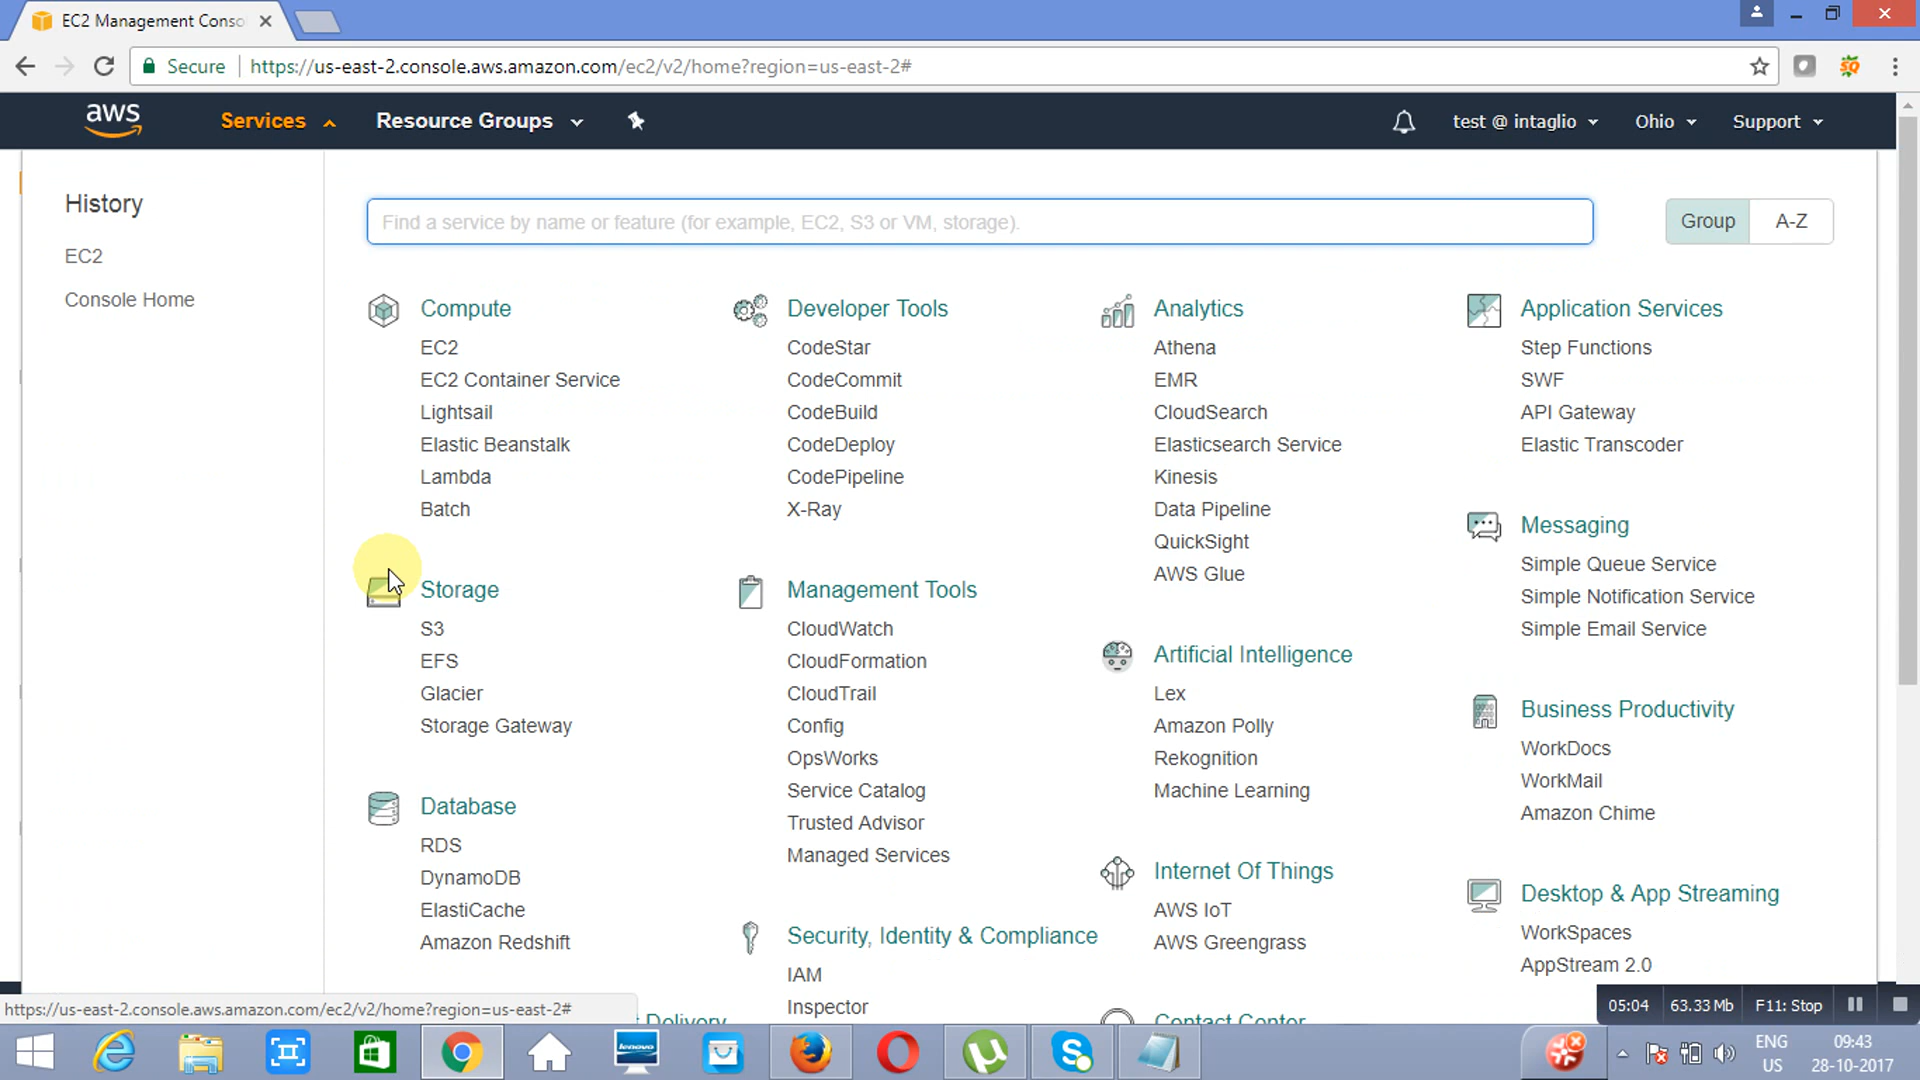 EC2 Management Conso
Secure https://us-east-2.console.aws.amazon.com/ec2/v2/home?region=us-east-2#
aws Services Resource Groups test @ intaglio Ohio Support
History
EC2
Console Home
Find a service by name or feature (for example, EC2, S3 or VM, storage).
Group A-Z
Compute
EC2
EC2 Container Service
Lightsail
Elastic Beanstalk
Lambda
Batch
Storage
S3
EFS
Glacier
Storage Gateway
Database
RDS
DynamoDB
ElastiCache
Amazon Redshift
Developer Tools
CodeStar
CodeCommit
CodeBuild
CodeDeploy
CodePipeline
X-Ray
Management Tools
CloudWatch
CloudFormation
CloudTrail
Config
OpsWorks
Service Catalog
Trusted Advisor
Managed Services
Security, Identity & Compliance
IAM
Inspector
Analytics
Athena
EMR
CloudSearch
Elasticsearch Service
Kinesis
Data Pipeline
QuickSight
AWS Glue
Artificial Intelligence
Lex
Amazon Polly
Rekognition
Machine Learning
Internet Of Things
AWS IoT
AWS Greengrass
Contact Center
Application Services
Step Functions
SWF
API Gateway
Elastic Transcoder
Messaging
Simple Queue Service
Simple Notification Service
Simple Email Service
Business Productivity
WorkDocs
WorkMail
Amazon Chime
Desktop & App Streaming
WorkSpaces
AppStream 2.0
https://us-east-2.console.aws.amazon.com/ec2/v2/home?region=us-east-2#
t Delivery
05:04 63.33 Mb F11: Stop
lenovo
ENG
US
09:43
28-10-2017